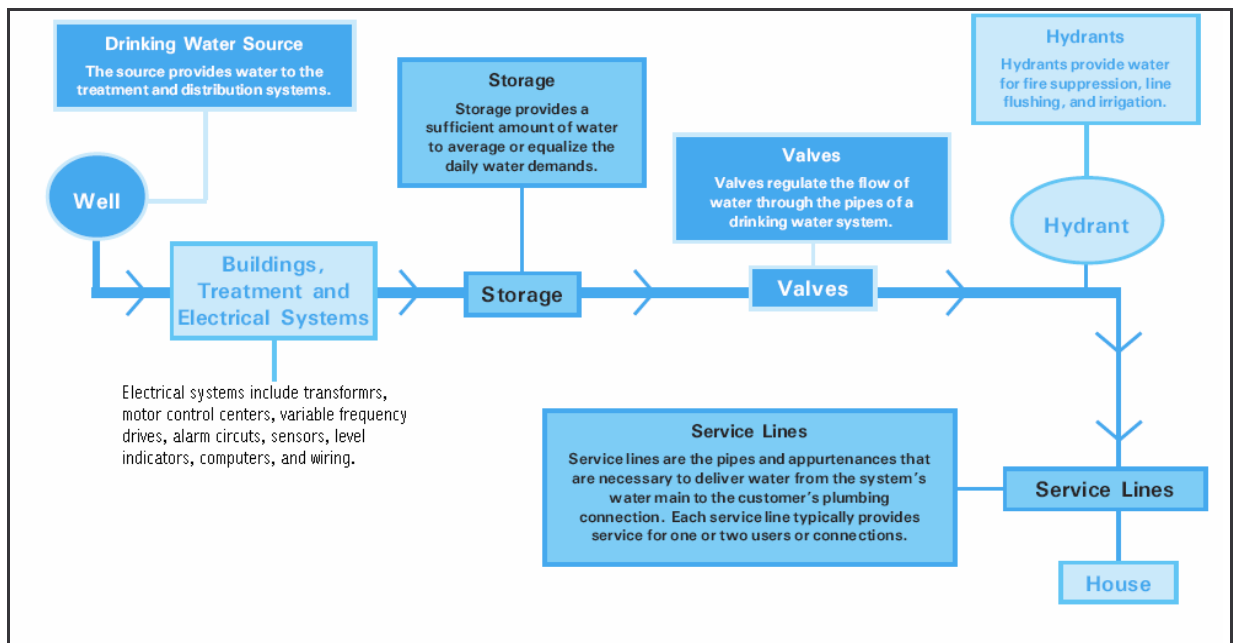 Drinking Water Source
The source provides water to the
treatment and distribution systems.
Well
Buildings,
Treatment and
Electrical Systems
Electrical systems include transformrs,
motor control centers, variable frequency
drives, alarm circuts, sensors, level
indicators, computers, and wiring.
Storage
Storage provides a
sufficient amount of water
to average or equalize the
daily water demands.
Storage
Valves
Valves regulate the flow of
water through the pipes of a
drinking water system.
Valves
Hydrants
Hydrants provide water
for fire suppression, line
flushing, and irrigation.
Hydrant
Service Lines
Service lines are the pipes and appurtenances that
are necessary to deliver water from the system's
water main to the customer's plumbing
connection. Each service line typically provides
service for one or two users or connections.
Service Lines
House